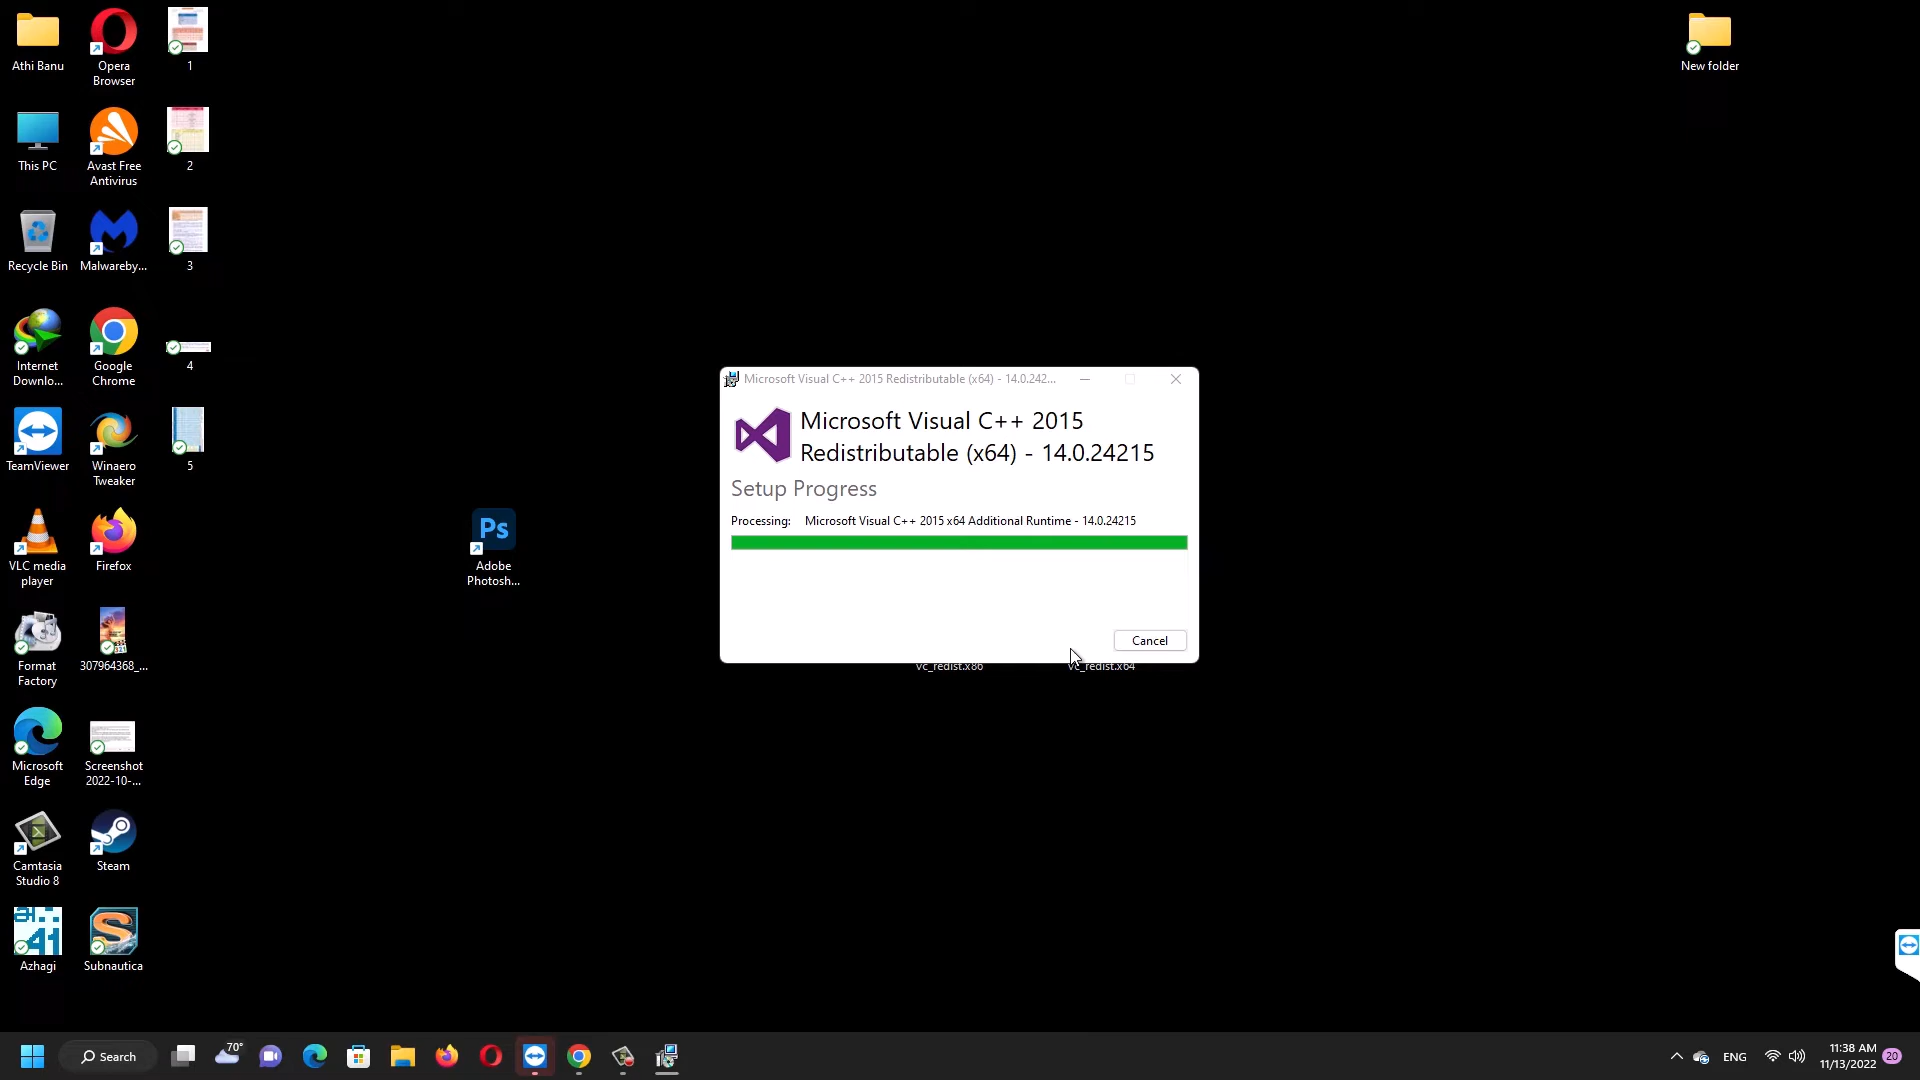 Athi Banu
Opera
Browser
1
New folder
This PC
Avast Free
Antivirus
2
Recycle Bin
Malwareby...
3
Internet
Downlo...
Google
Chrome
4
TeamViewer
Winaero
Tweaker
5
VLC media
player
Firefox
Ps
Adobe
Photosh...
Format
Factory
307964368_...
Microsoft
Edge
Screenshot
2022-10-...
Camtasia
Studio 8
Steam
Azhagi
Subnautica
Microsoft Visual C++ 2015 Redistributable (x64) - 14.0.242...
Microsoft Visual C++ 2015
Redistributable (x64) - 14.0.24215
Setup Progress
Processing: Microsoft Visual C++ 2015 x64 Additional Runtime - 14.0.24215
Cancel
vc_redist.x86
vc_redist.x64
Search
70°
ENG
11:38 AM
11/13/2022
20